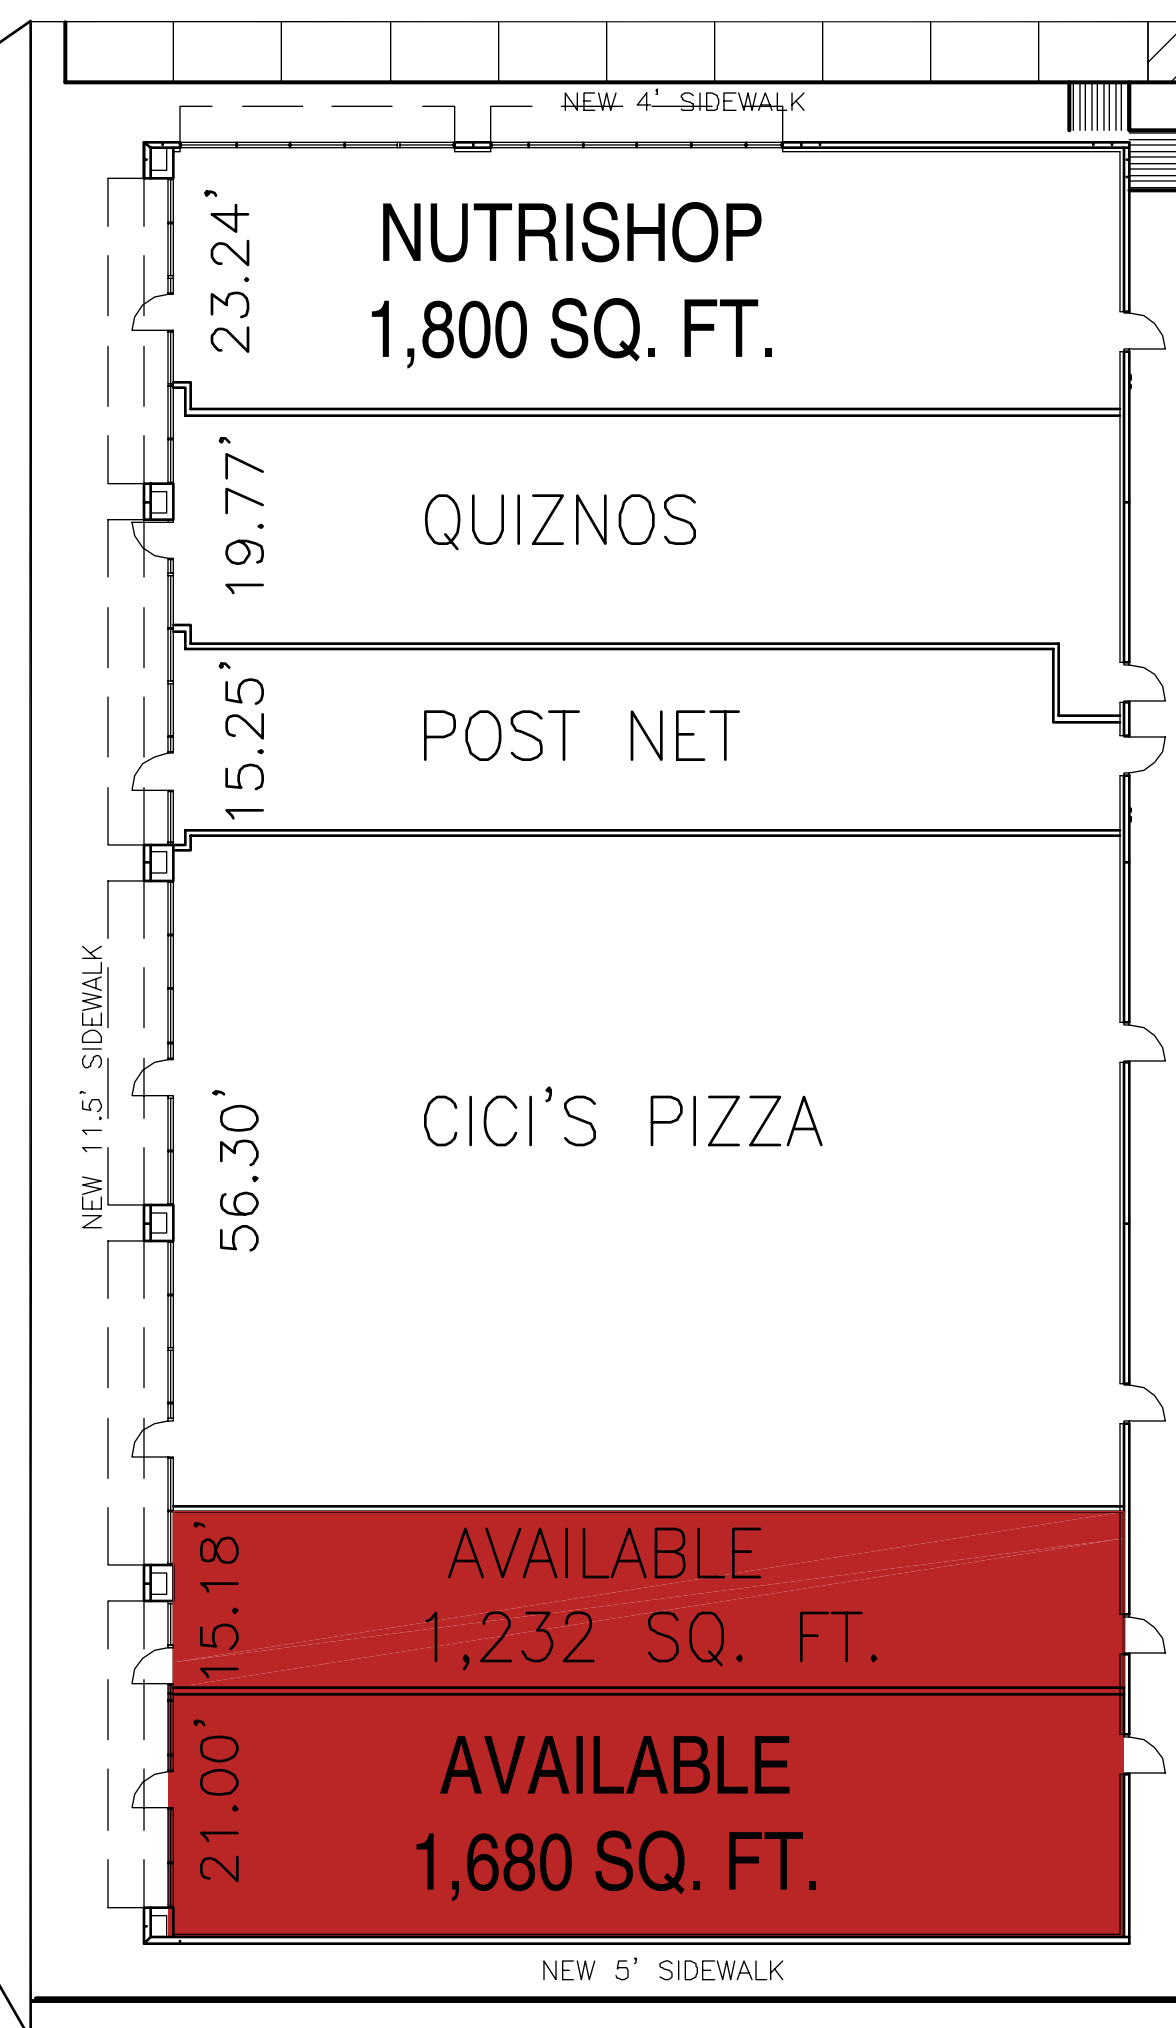 NEW 4' SIDEWALK
23.24'
NUTRISHOP
1,800 SQ. FT.
19.77'
QUIZNOS
15.25'
POST NET
NEW 11.5' SIDEWALK
56.30'
CICI'S PIZZA
15.18'
AVAILABLE
1,232 SQ. FT.
21.00'
AVAILABLE
1,680 SQ. FT.
NEW 5' SIDEWALK